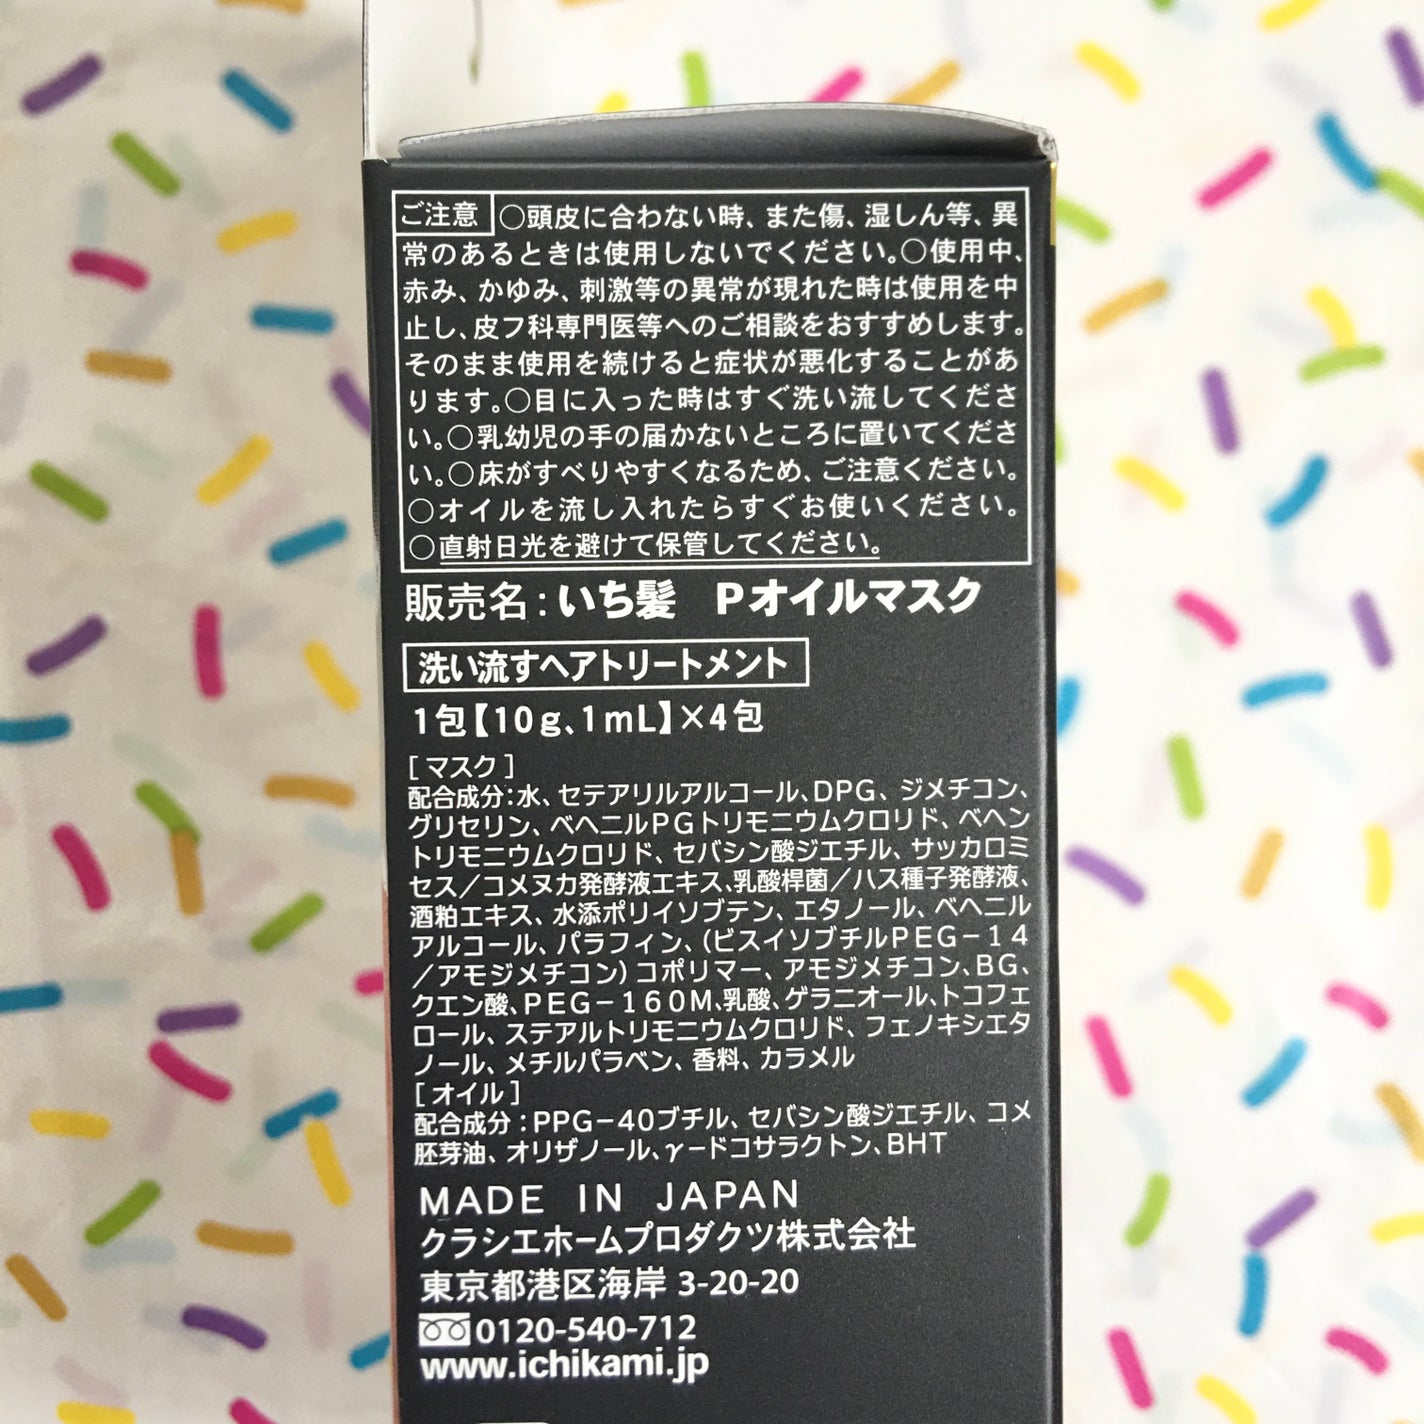 ご注意 ○頭皮に合わない時、また傷、湿しん等、異
常のあるときは使用しないでください。○使用中、
赤み、かゆみ、刺激等の異常が現れた時は使用を中
止し、皮フ科専門医等へのご相談をおすすめします。
そのまま使用を続けると症状が悪化することがあ
ります。○目に入った時はすぐ洗い流してくださ
い。○乳幼児の手の届かないところに置いてくださ
い。○床がすべりやすくなるため、ご注意ください。
○オイルを流し入れたらすぐお使いください。
○直射日光を避けて保管してください。
販売名：いち髪 Pオイルマスク
洗い流すヘアトリートメント
1包【10g、1mL】×4包
[マスク]
配合成分：水、セテアリルアルコール、DPG、ジメチコン、
グリセリン、ベヘニルPGトリモニウムクロリド、ベヘン
トリモニウムクロリド、セバシン酸ジエチル、サッカロミ
セス／コメヌカ発酵液エキス、乳酸桿菌／ハス種子発酵液、
酒粕エキス、水添ポリイソブテン、エタノール、ベヘニル
アルコール、パラフィン、(ビスイソブチルPEG－14
／アモジメチコン)コポリマー、アモジメチコン、BG、
クエン酸、PEG－160M、乳酸、ゲラニオール、トコフェ
ロール、ステアルトリモニウムクロリド、フェノキシエタ
ノール、メチルパラベン、香料、カラメル
[オイル]
配合成分：PPG－40ブチル、セバシン酸ジエチル、コメ
胚芽油、オリザノール、γードコサラクトン、BHT
MADE IN JAPAN
クラシエホームプロダクツ株式会社
東京都港区海岸 3-20-20
0120-540-712
www.ichikami.jp